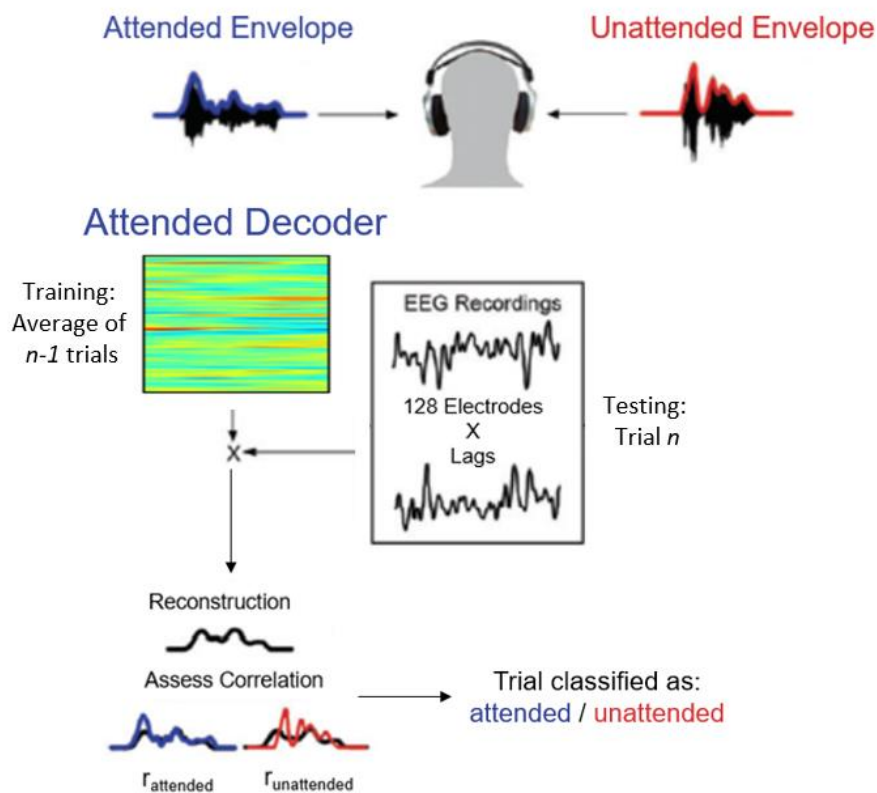 Attended Envelope
Unattended Envelope
Attended Decoder
Training:
Average of
n-1 trials
EEG Recordings
128 Electrodes
X
Lags
Testing:
Trial n
X
Reconstruction
Assess Correlation
Trial classified as:
attended / unattended
rattended
runattended